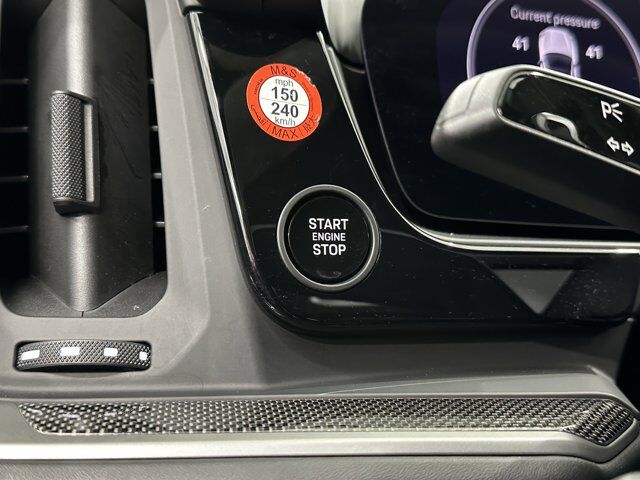 Current pressure
41 41
M&S
mph
150
240
km/h
MAX
START
ENGINE
STOP
P